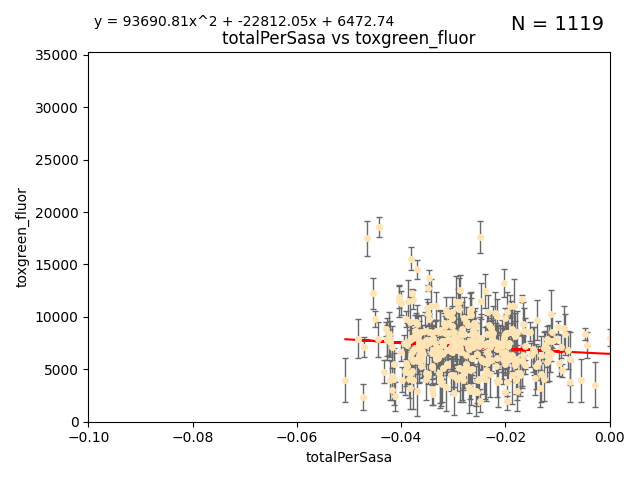 y = 93690.81x^2 + -22812.05x + 6472.74
N = 1119
totalPerSasa vs toxgreen_fluor
35000
30000
25000
20000
15000
10000
5000
0
toxgreen_fluor
−0.10
−0.08
−0.06
−0.04
−0.02
0.00
totalPerSasa